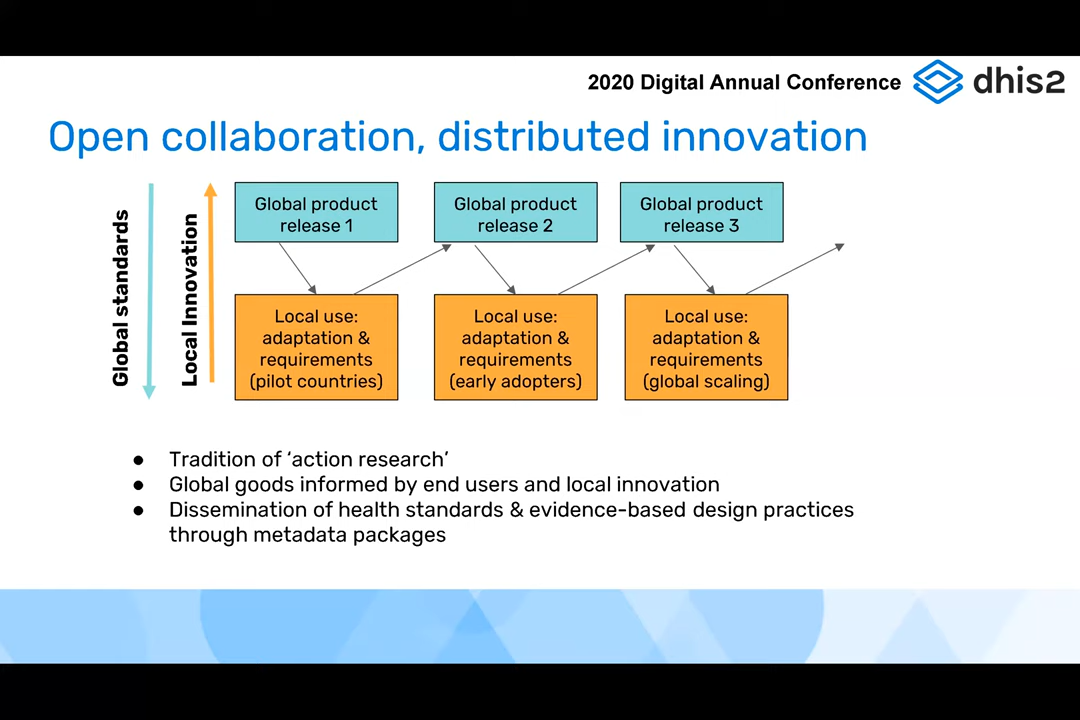 2020 Digital Annual Conference
dhis2
Open collaboration, distributed innovation
Global standards
Local Innovation
Global product
release 1
Global product
release 2
Global product
release 3
Local use:
adaptation &
requirements
(pilot countries)
Local use:
adaptation &
requirements
(early adopters)
Local use:
adaptation &
requirements
(global scaling)
● Tradition of ‘action research’
● Global goods informed by end users and local innovation
● Dissemination of health standards & evidence-based design practices
through metadata packages